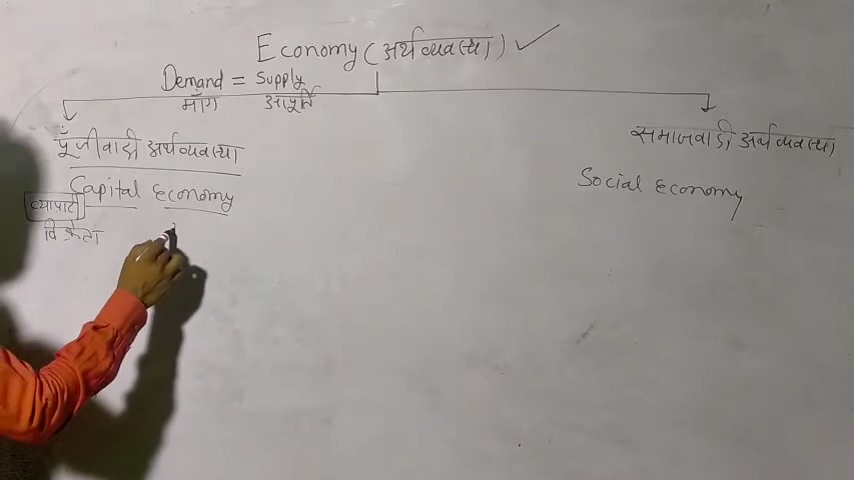 Economy (अर्थव्यवस्था)
Demand = Supply
माँग आपूर्ति
पूँजीवादी अर्थव्यवस्था
समाजवादी अर्थव्यवस्था
Capital Economy
Social Economy
व्यापारी
विक्रेता